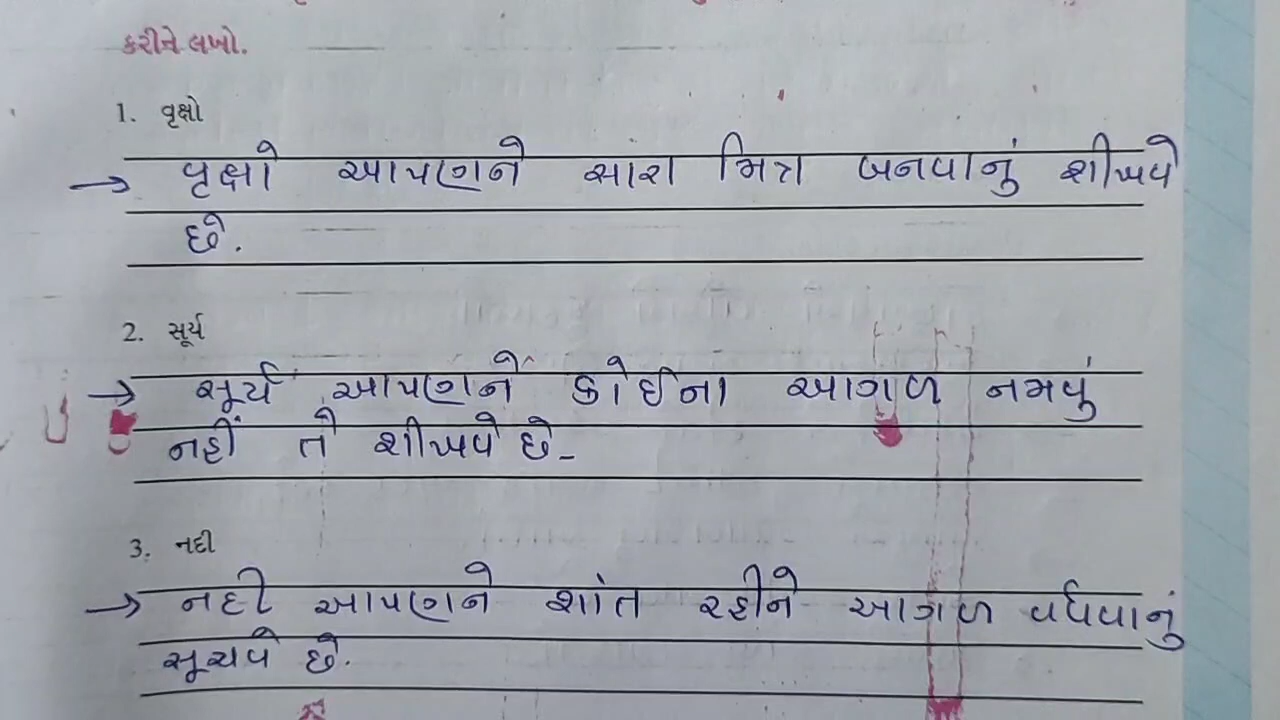 કરીને લખો.
1. વૃક્ષો
→ વૃક્ષો આપણને સારા મિત્ર બનવાનું શીખવે
છે.
2. સૂર્ય
→ સૂર્ય આપણને કોઈના આગળ નમવું
નહીં તે શીખવે છે-
3. નદી
→ નદી આપણને શાંત રહીને આગળ વધવાનું
સૂચવે છે.